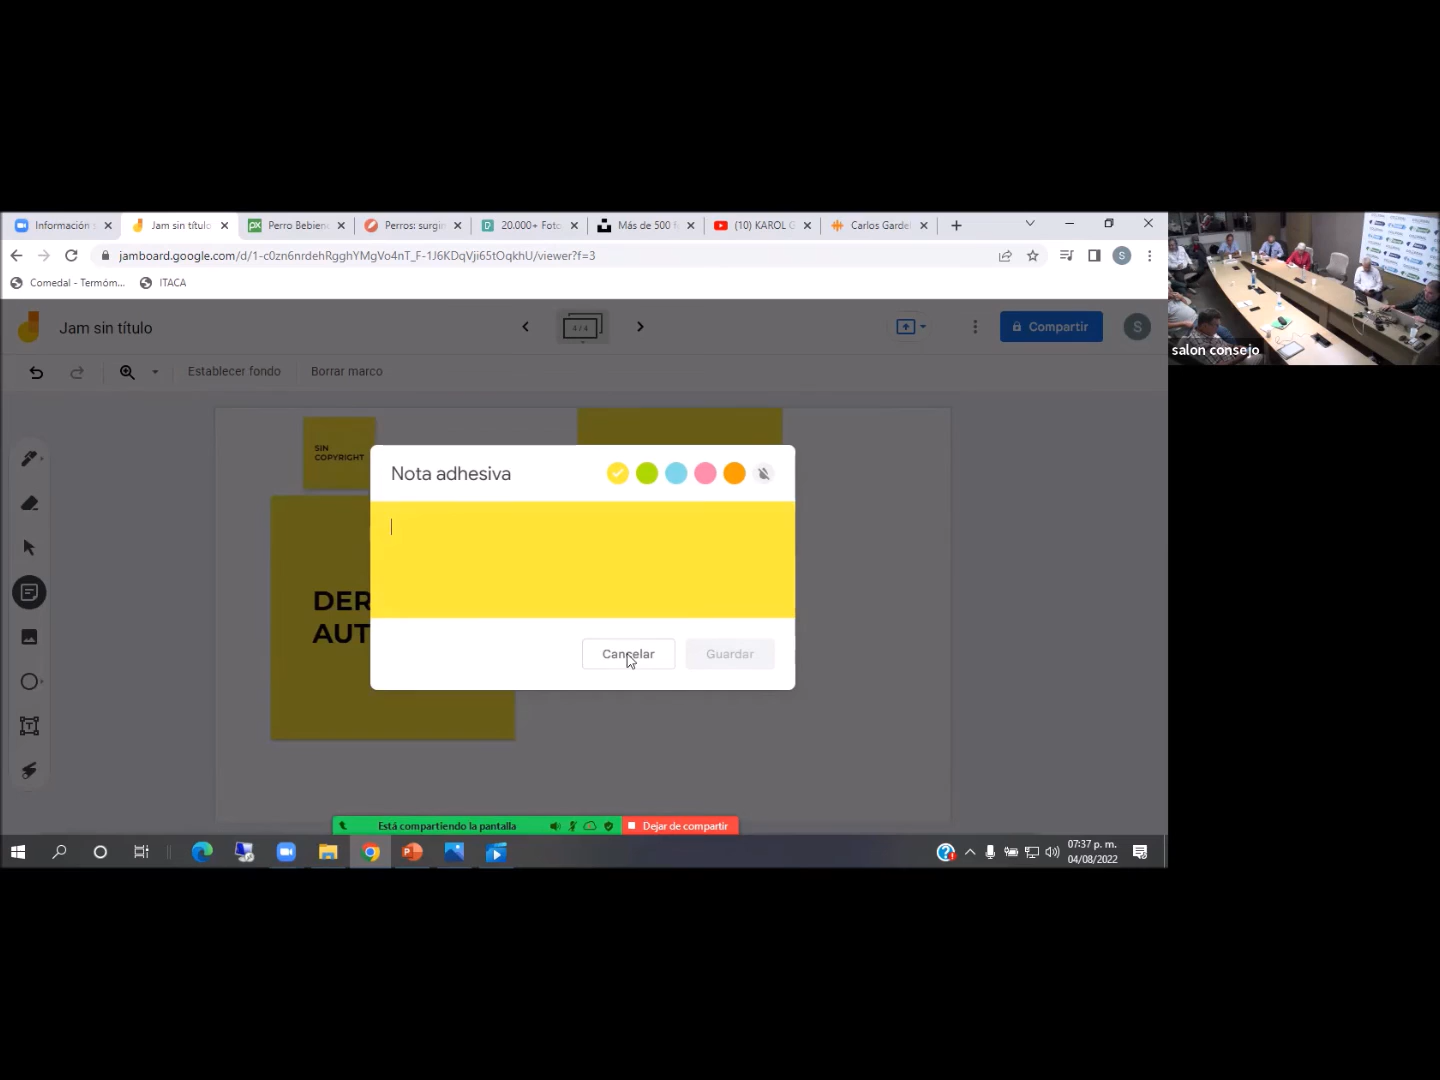 Información
Jam sin título
Perro Bebien
Perros: surgir
20.000+ Foto
Más de 500 f
(10) KAROL G
Carlos Gardel
jamboard.google.com/d/1-c0zn6nrdehRgghYMgVo4nT_F-1J6KDqVji65tOqkhU/viewer?f=3
S
Comedal - Termóm...
ITACA
Jam sin título
4 / 4
Compartir
S
Establecer fondo
Borrar marco
SIN
COPYRIGHT
Nota adhesiva
DER
AUT
Cancelar
Guardar
Está compartiendo la pantalla
Dejar de compartir
07:37 p. m.
04/08/2022
salon consejo